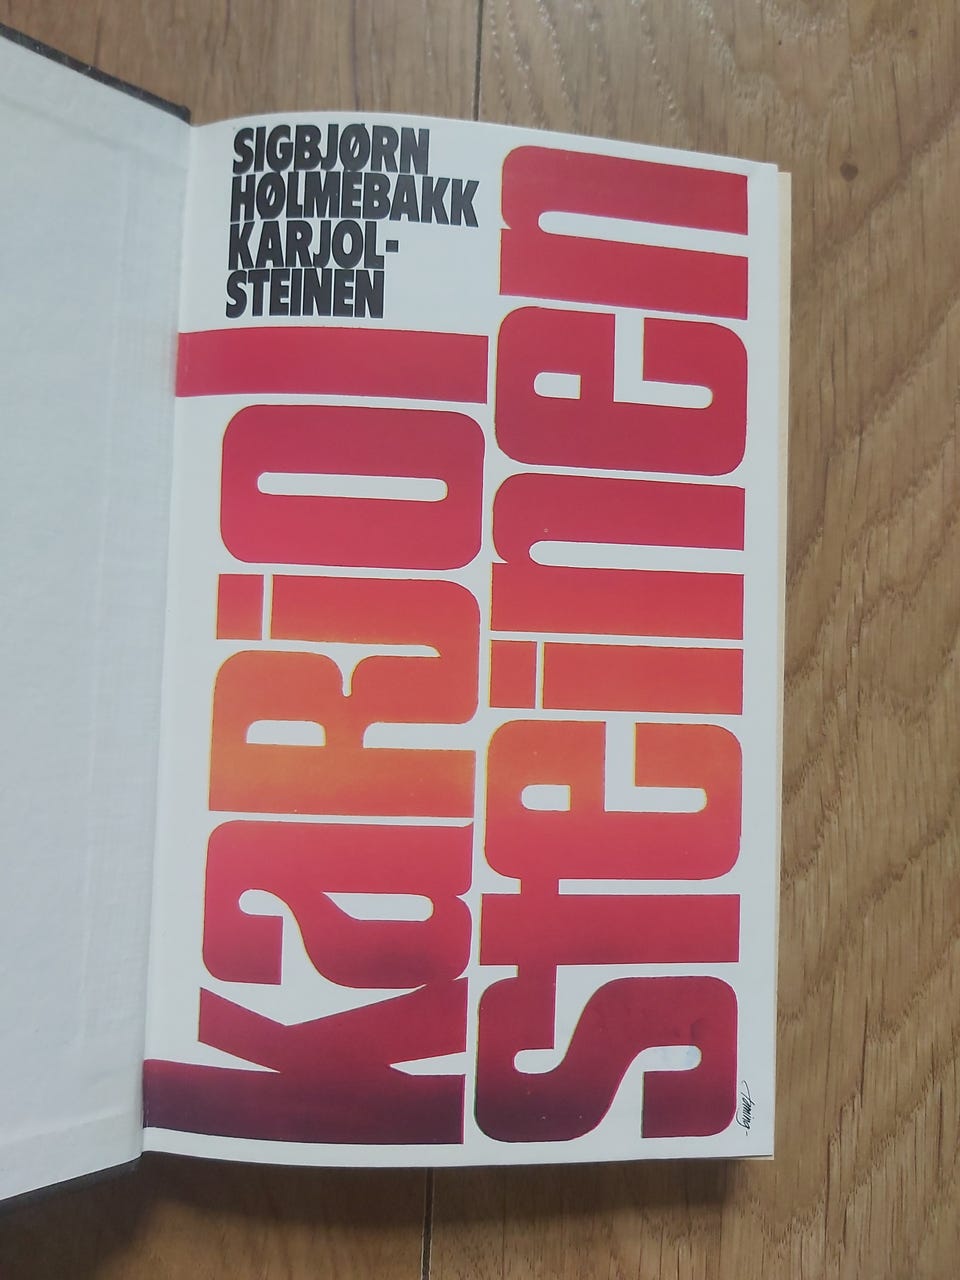 SIGBJØRN
HØLMEBAKK
KARJOL-
STEINEN
kaRjol
steinen